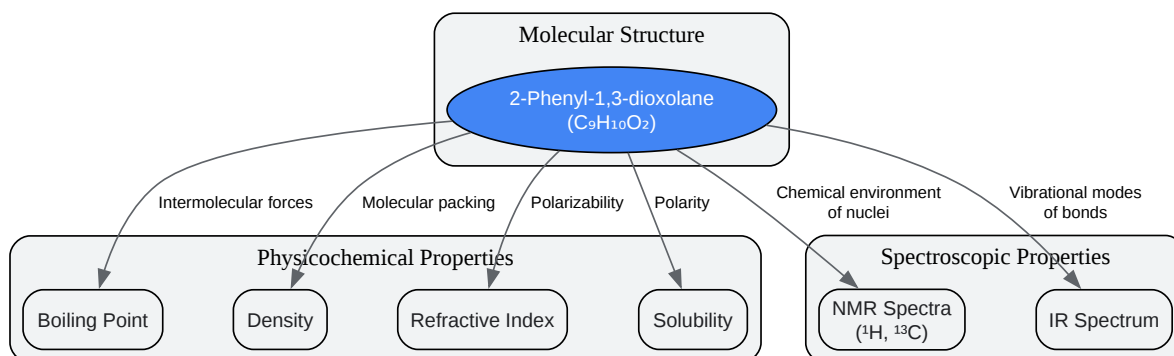 Molecular Structure
2-Phenyl-1,3-dioxolane
(C₉H₁₀O₂)
Intermolecular forces
Molecular packing
Polarizability
Polarity
Chemical environment
of nuclei
Vibrational modes
of bonds
Physicochemical Properties
Boiling Point
Density
Refractive Index
Solubility
Spectroscopic Properties
NMR Spectra
(¹H, ¹³C)
IR Spectrum